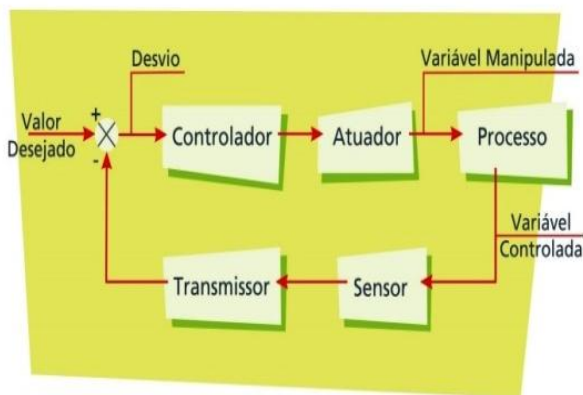 Desvio
Variável Manipulada
+
Valor
Desejado
-
Controlador
Atuador
Processo
Variável
Controlada
Transmissor
Sensor